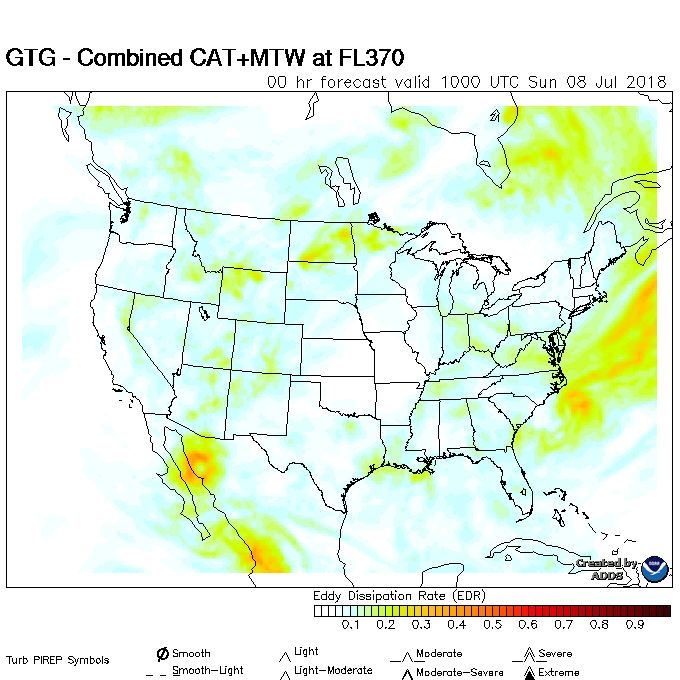 GTG - Combined CAT+MTW at FL370
00 hr forecast valid 1000 UTC Sun 08 Jul 2018
Created by
ADDS
Eddy Dissipation Rate (EDR)
0.1 0.2 0.3 0.4 0.5 0.6 0.7 0.8 0.9
Turb PIREP Symbols
Smooth Light Moderate Severe
Smooth-Light Light-Moderate Moderate-Severe Extreme